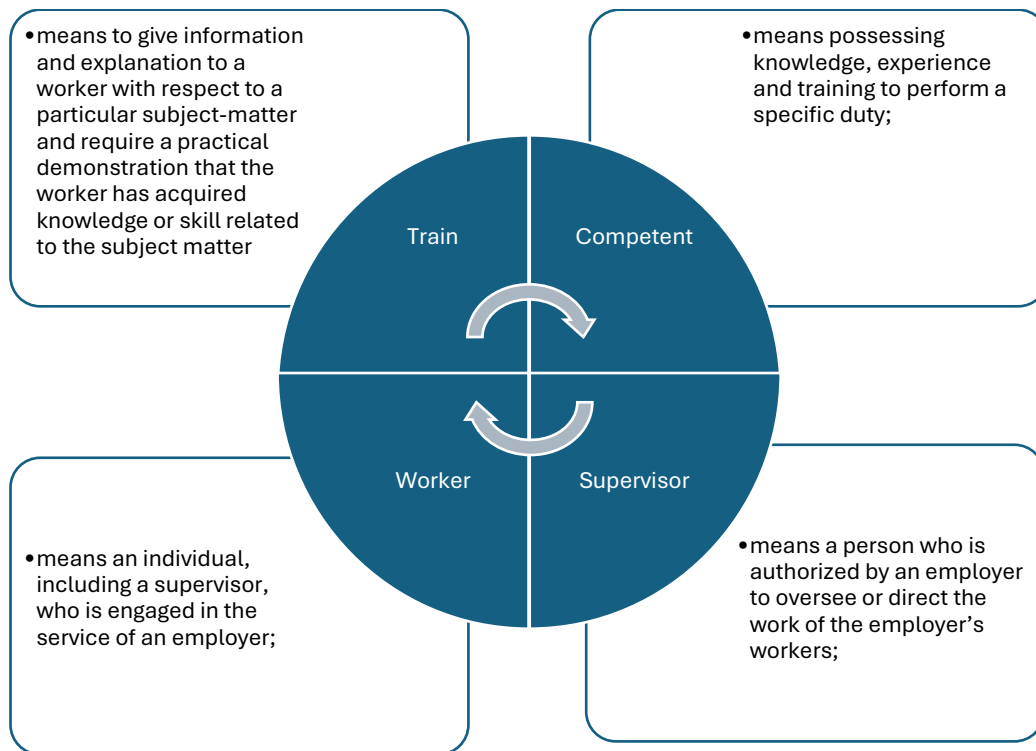 •means to give information
and explanation to a
worker with respect to a
particular subject-matter
and require a practical
demonstration that the
worker has acquired
knowledge or skill related
to the subject matter
•means possessing
knowledge, experience
and training to perform a
specific duty;
Train
Competent
Worker
Supervisor
•means an individual,
including a supervisor,
who is engaged in the
service of an employer;
•means a person who is
authorized by an employer
to oversee or direct the
work of the employer’s
workers;